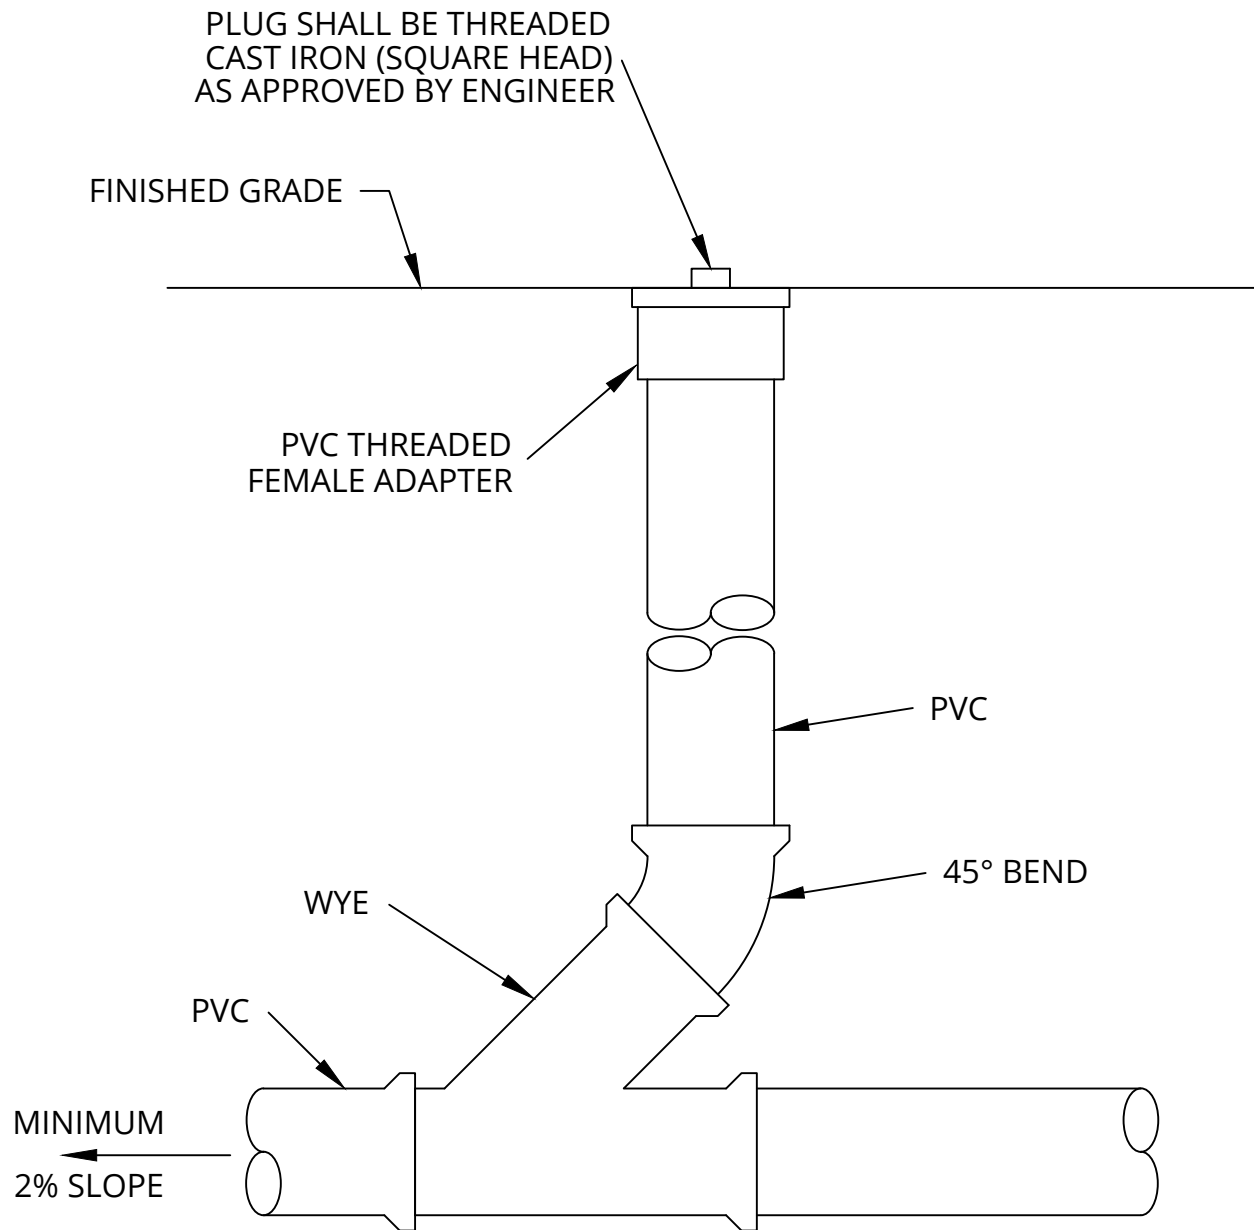 PLUG SHALL BE THREADED
CAST IRON (SQUARE HEAD)
AS APPROVED BY ENGINEER
FINISHED GRADE
PVC THREADED
FEMALE ADAPTER
PVC
45° BEND
WYE
PVC
MINIMUM
2% SLOPE